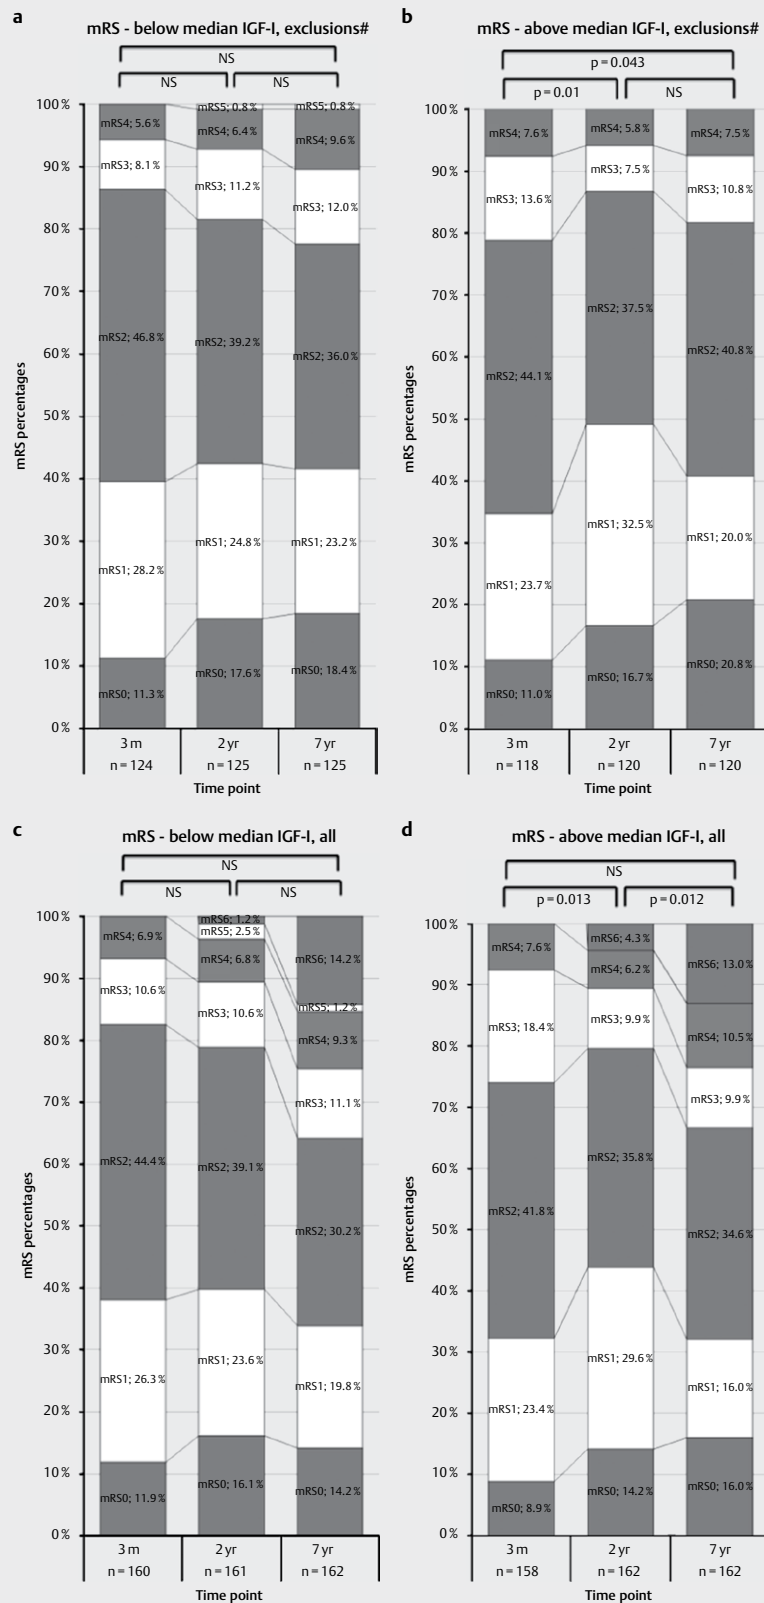 a
mRS - below median IGF-I, exclusions#
NS
NS NS
100 %
90 %
80 %
70 %
60 %
50 %
40 %
30 %
20 %
10 %
0 %
mRS percentages
mRS4; 5.6 %
mRS3; 8.1 %
mRS2; 46.8 %
mRS1; 28.2 %
mRS0; 11.3 %
mRS5; 0.8 %
mRS4; 6.4 %
mRS3; 11.2 %
mRS2; 39.2 %
mRS1; 24.8 %
mRS0; 17.6 %
mRS5; 0.8 %
mRS4; 9.6 %
mRS3; 12.0 %
mRS2; 36.0 %
mRS1; 23.2 %
mRS0; 18.4 %
3 m 2 yr 7 yr
n = 124 n = 125 n = 125
Time point
b
mRS - above median IGF-I, exclusions#
p = 0.043
p = 0.01 NS
100 %
90 %
80 %
70 %
60 %
50 %
40 %
30 %
20 %
10 %
0 %
mRS percentages
mRS4; 7.6 %
mRS3; 13.6 %
mRS2; 44.1 %
mRS1; 23.7 %
mRS0; 11.0 %
mRS4; 5.8 %
mRS3; 7.5 %
mRS2; 37.5 %
mRS1; 32.5 %
mRS0; 16.7 %
mRS4; 7.5 %
mRS3; 10.8 %
mRS2; 40.8 %
mRS1; 20.0 %
mRS0; 20.8 %
3 m 2 yr 7 yr
n = 118 n = 120 n = 120
Time point
c
mRS - below median IGF-I, all
NS
NS NS
100 %
90 %
80 %
70 %
60 %
50 %
40 %
30 %
20 %
10 %
0 %
mRS percentages
mRS4; 6.9 %
mRS3; 10.6 %
mRS2; 44.4 %
mRS1; 26.3 %
mRS0; 11.9 %
mRS6; 1.2 %
mRS5; 2.5 %
mRS4; 6.8 %
mRS3; 10.6 %
mRS2; 39.1 %
mRS1; 23.6 %
mRS0; 16.1 %
mRS6; 14.2 %
mRS5; 1.2 %
mRS4; 9.3 %
mRS3; 11.1 %
mRS2; 30.2 %
mRS1; 19.8 %
mRS0; 14.2 %
3 m 2 yr 7 yr
n = 160 n = 161 n = 162
Time point
d
mRS - above median IGF-I, all
NS
p = 0.013 p = 0.012
100 %
90 %
80 %
70 %
60 %
50 %
40 %
30 %
20 %
10 %
0 %
mRS percentages
mRS4; 7.6 %
mRS3; 18.4 %
mRS2; 41.8 %
mRS1; 23.4 %
mRS0; 8.9 %
mRS6; 4.3 %
mRS4; 6.2 %
mRS3; 9.9 %
mRS2; 35.8 %
mRS1; 29.6 %
mRS0; 14.2 %
mRS6; 13.0 %
mRS4; 10.5 %
mRS3; 9.9 %
mRS2; 34.6 %
mRS1; 16.0 %
mRS0; 16.0 %
3 m 2 yr 7 yr
n = 158 n = 162 n = 162
Time point